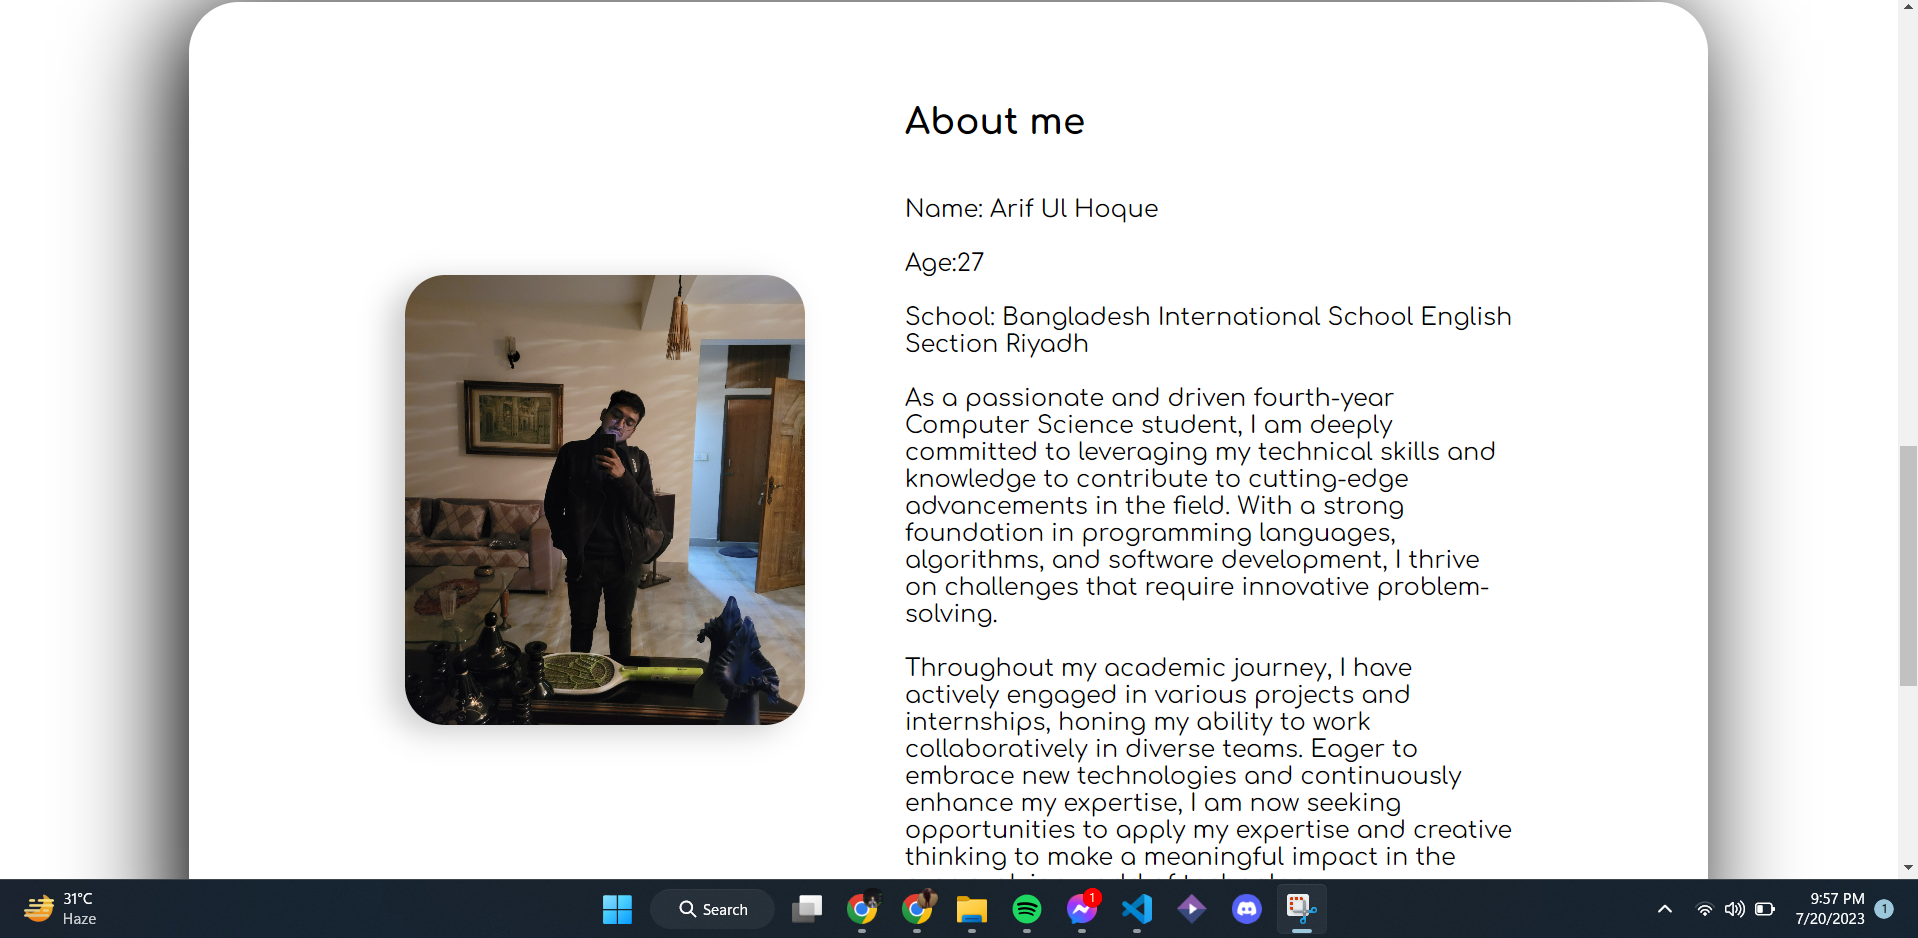 About me
Name: Arif Ul Hoque
Age:27
School: Bangladesh International School English
Section Riyadh
As a passionate and driven fourth-year
Computer Science student, I am deeply
committed to leveraging my technical skills and
knowledge to contribute to cutting-edge
advancements in the field. With a strong
foundation in programming languages,
algorithms, and software development, I thrive
on challenges that require innovative problem-
solving.
Throughout my academic journey, I have
actively engaged in various projects and
internships, honing my ability to work
collaboratively in diverse teams. Eager to
embrace new technologies and continuously
enhance my expertise, I am now seeking
opportunities to apply my expertise and creative
thinking to make a meaningful impact in the
31°C
Haze
Search
1
9:57 PM
7/20/2023
1